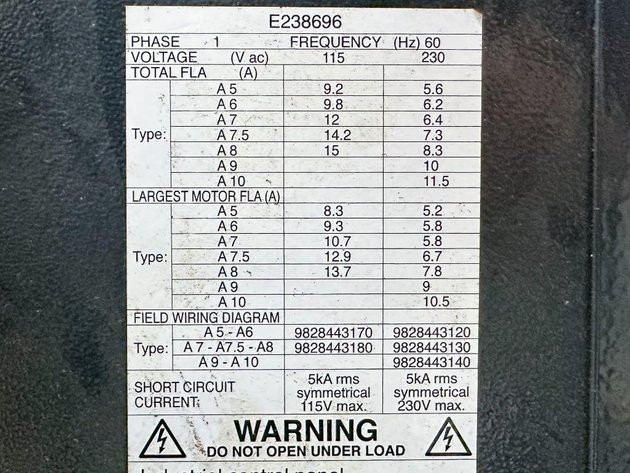 E238696
PHASE 1 FREQUENCY (Hz) 60
VOLTAGE (V ac) 115 230
TOTAL FLA (A)
A 5 9.2 5.6
A 6 9.8 6.2
A 7 12 6.4
Type: A 7.5 14.2 7.3
A 8 15 8.3
A 9 10
A 10 11.5
LARGEST MOTOR FLA (A)
A 5 8.3 5.2
A 6 9.3 5.8
A 7 10.7 5.8
Type: A 7.5 12.9 6.7
A 8 13.7 7.8
A 9 9
A 10 10.5
FIELD WIRING DIAGRAM
A 5 - A6 9828443170 9828443120
Type: A 7 - A7.5 - A8 9828443180 9828443130
A 9 - A 10 9828443140
SHORT CIRCUIT CURRENT: 5kA rms symmetrical 115V max. 5kA rms symmetrical 230V max.
WARNING
DO NOT OPEN UNDER LOAD
Industrial control panel